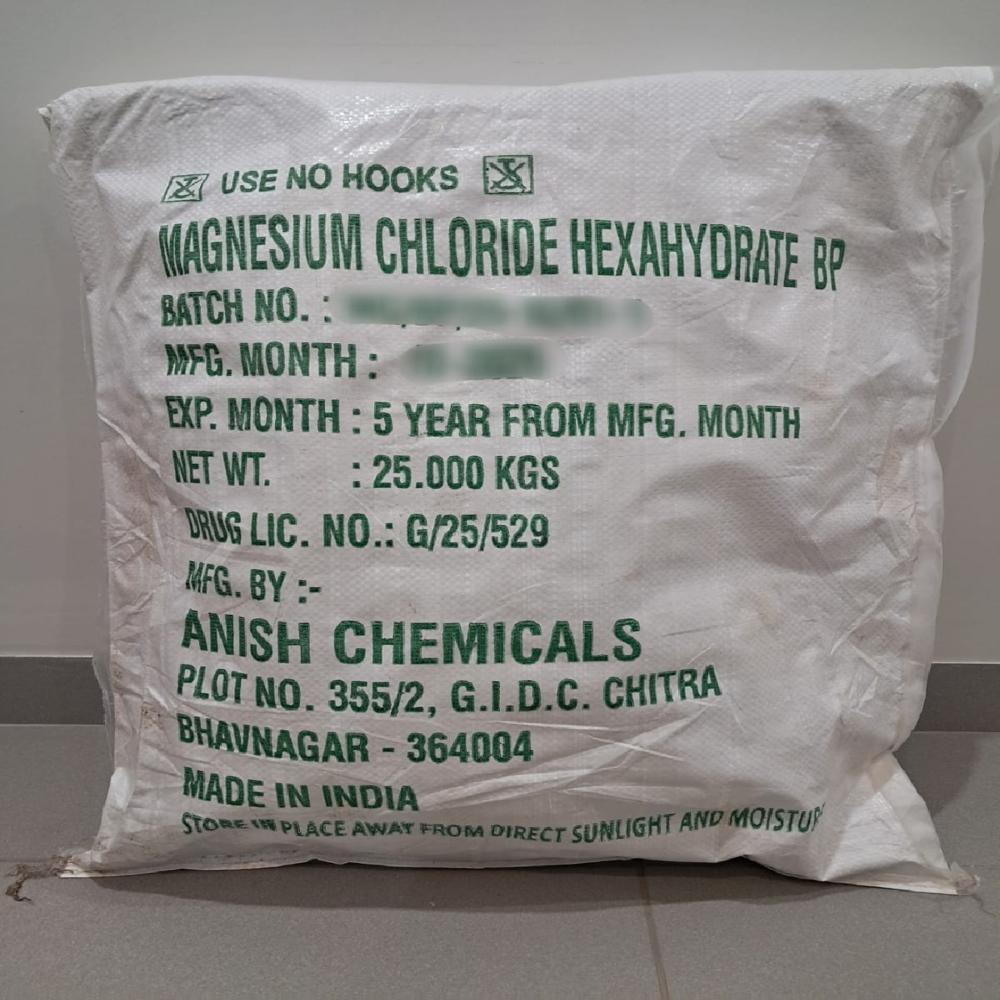 USE NO HOOKS
MAGNESIUM CHLORIDE HEXAHYDRATE BP
BATCH NO. :
MFG. MONTH :
EXP. MONTH : 5 YEAR FROM MFG. MONTH
NET WT. : 25.000 KGS
DRUG LIC. NO.: G/25/529
MFG. BY :-
ANISH CHEMICALS
PLOT NO. 355/2, G.I.D.C. CHITRA
BHAVNAGAR - 364004
MADE IN INDIA
STORE IN PLACE AWAY FROM DIRECT SUNLIGHT AND MOISTUR